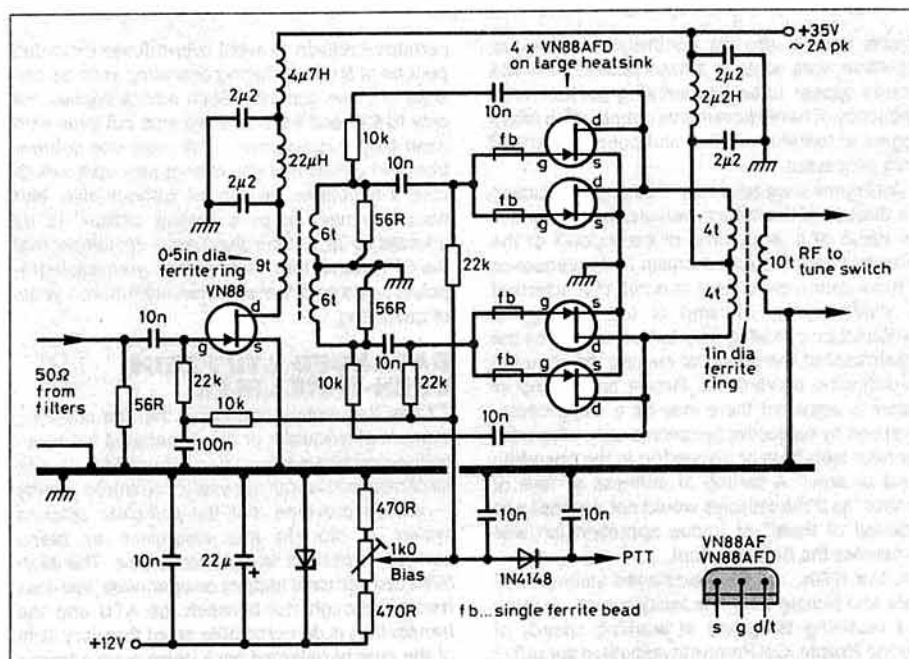 +35V
~2A pk
4 x VN88AFD
on large heatsink
4μ7H
2μ2
2μ2
2μ2H
2μ2
10n
10k
22μH
10n
fb
d
g
s
2μ2
56R
fb
4t
0·5in dia
ferrite ring
6t
9t
22k
10t
RF to
tune switch
VN88
6t
4t
d
10n
56R
fb
s
g
d
g
s
10n
1in dia
ferrite
ring
50Ω
from
filters
22k
10k
22k
fb
s
g
56R
10k
10n
d
100n
470R
10n
10n
10n
22μ
+
1k0
Bias
1N4148
PTT
VN88AF
VN88AFD
470R
fb...single ferrite bead
+12V
s g d/t